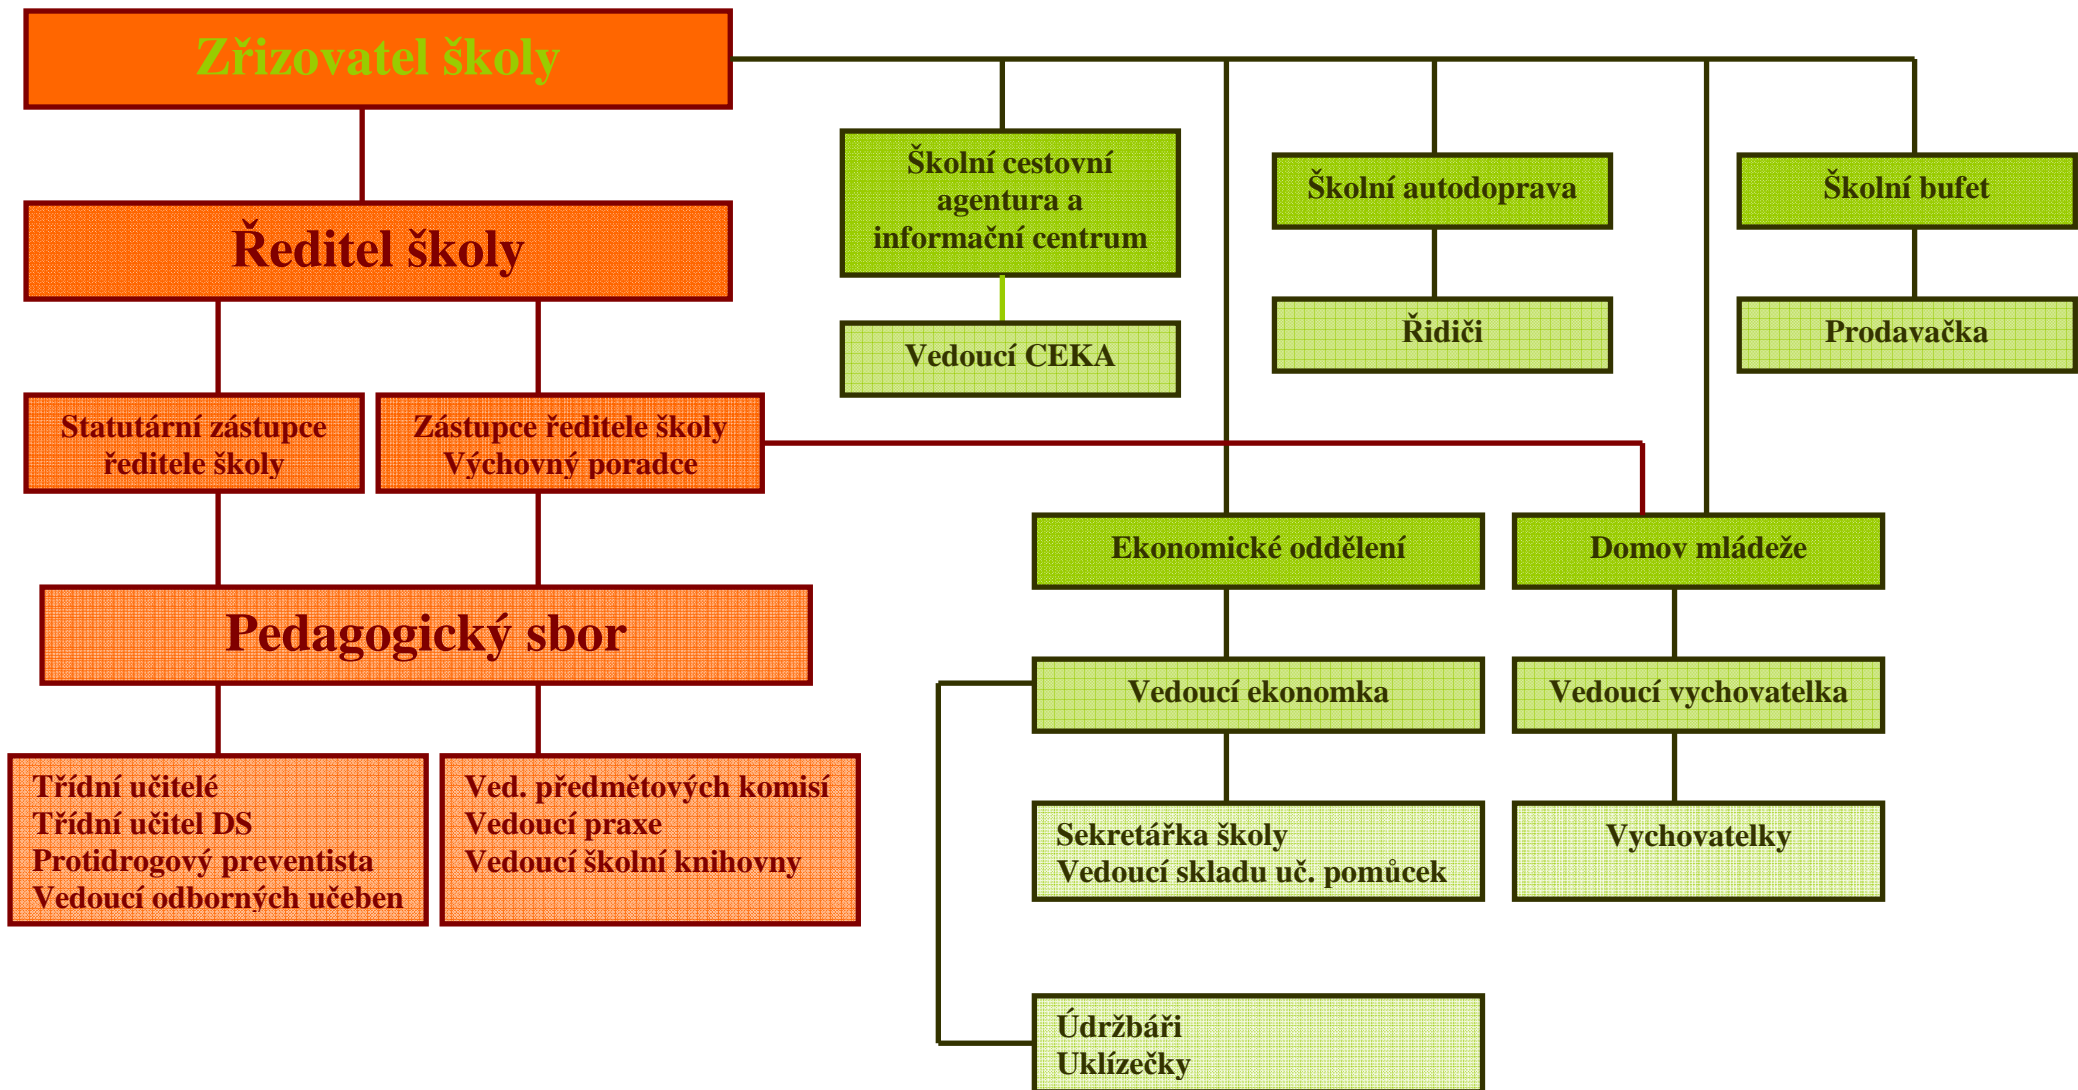 Zřizovatel školy
Školní cestovní
agentura a
informační centrum
Školní autodoprava
Školní bufet
Ředitel školy
Vedoucí CEKA
Řidiči
Prodavačka
Statutární zástupce
ředitele školy
Zástupce ředitele školy
Výchovný poradce
Ekonomické oddělení
Domov mládeže
Pedagogický sbor
Vedoucí ekonomka
Vedoucí vychovatelka
Třídní učitelé
Třídní učitel DS
Protidrogový preventista
Vedoucí odborných učeben
Ved. předmětových komisí
Vedoucí praxe
Vedoucí školní knihovny
Sekretářka školy
Vedoucí skladu uč. pomůcek
Vychovatelky
Údržbáři
Uklízečky